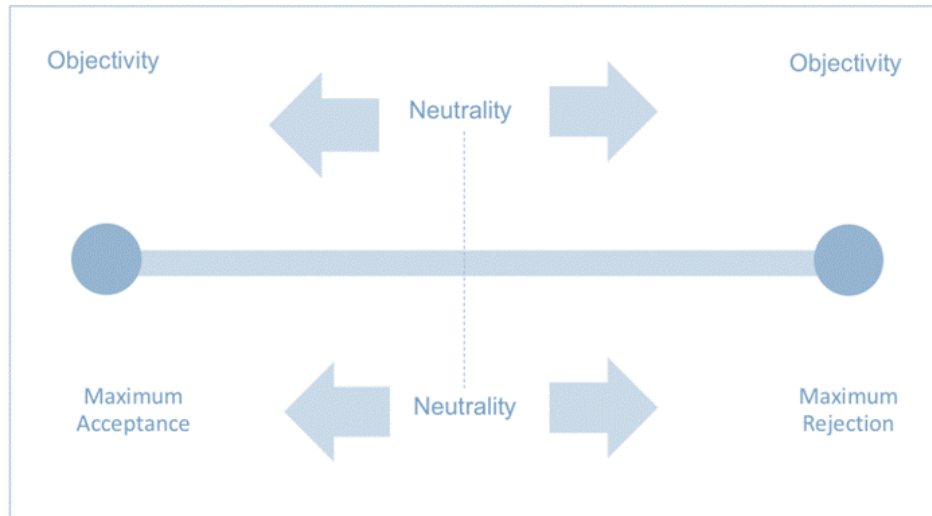 Objectivity
Neutrality
Objectivity
Maximum
Acceptance
Neutrality
Maximum
Rejection